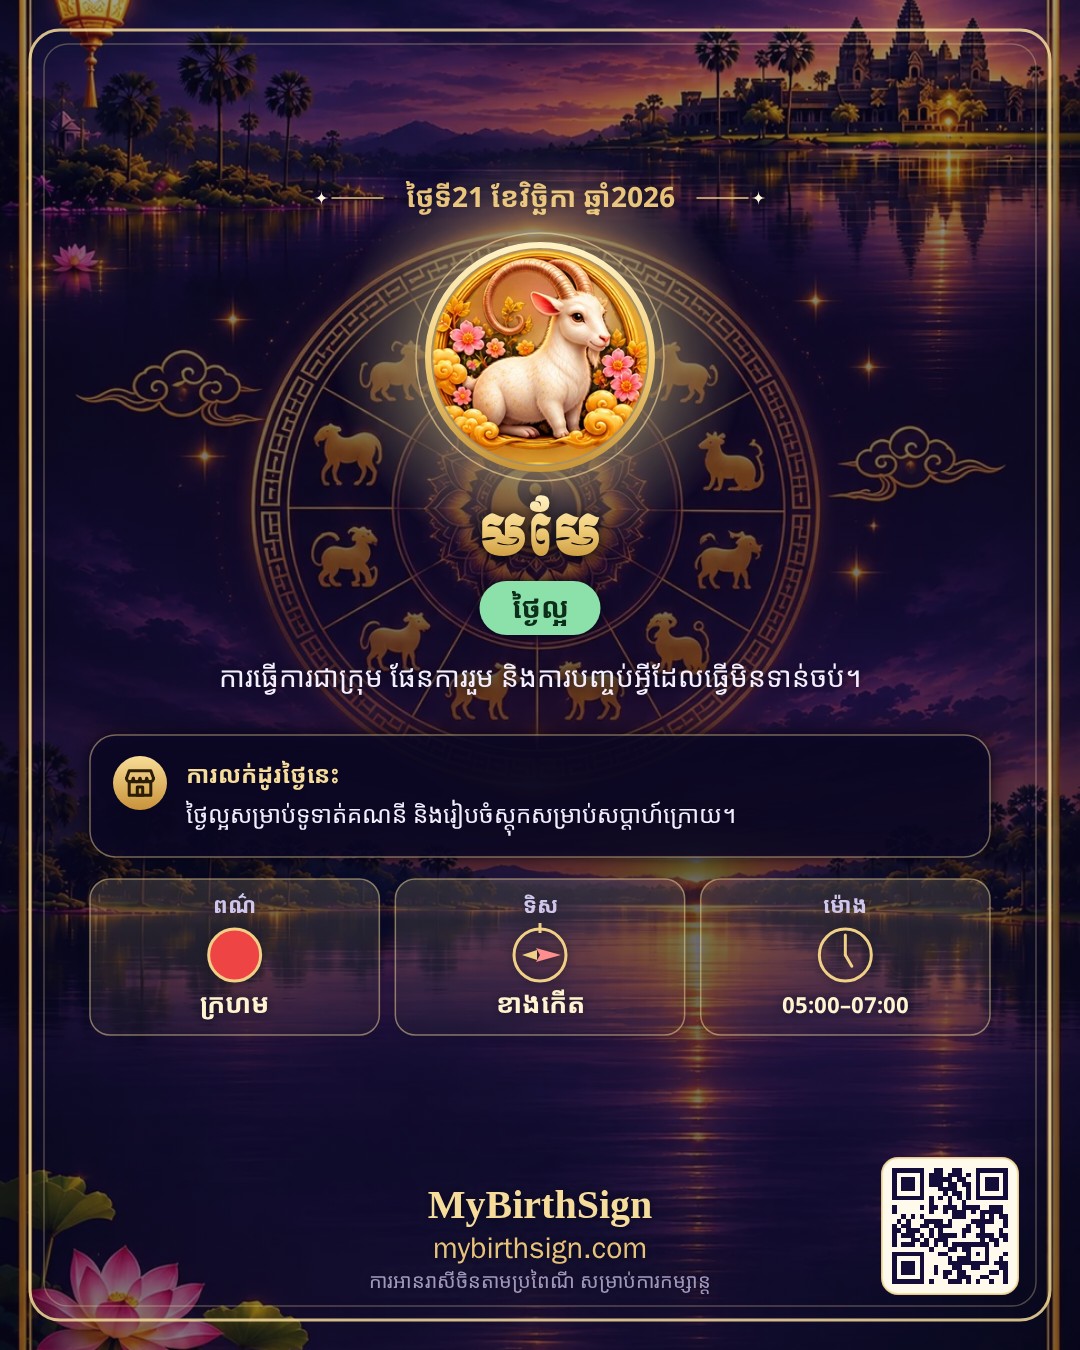 ថ្ងៃទី21 ខែវិច្ឆិកា ឆ្នាំ2026
មមែ
ថ្ងៃល្អ
ការធ្វើការជាក្រុម ផែនការរួម និងការបញ្ចប់អ្វីដែលធ្វើមិនទាន់ចប់។
ការលក់ដូរថ្ងៃនេះ
ថ្ងៃល្អសម្រាប់ទូទាត់គណនី និងរៀបចំស្តុកសម្រាប់សប្ដាហ៍ក្រោយ។
ពណ៌
ទិស
ម៉ោង
ក្រហម
ខាងកើត
05:00–07:00
MyBirthSign
mybirthsign.com
ការអានរាសីចិនតាមប្រពៃណី សម្រាប់ការកម្សាន្ត